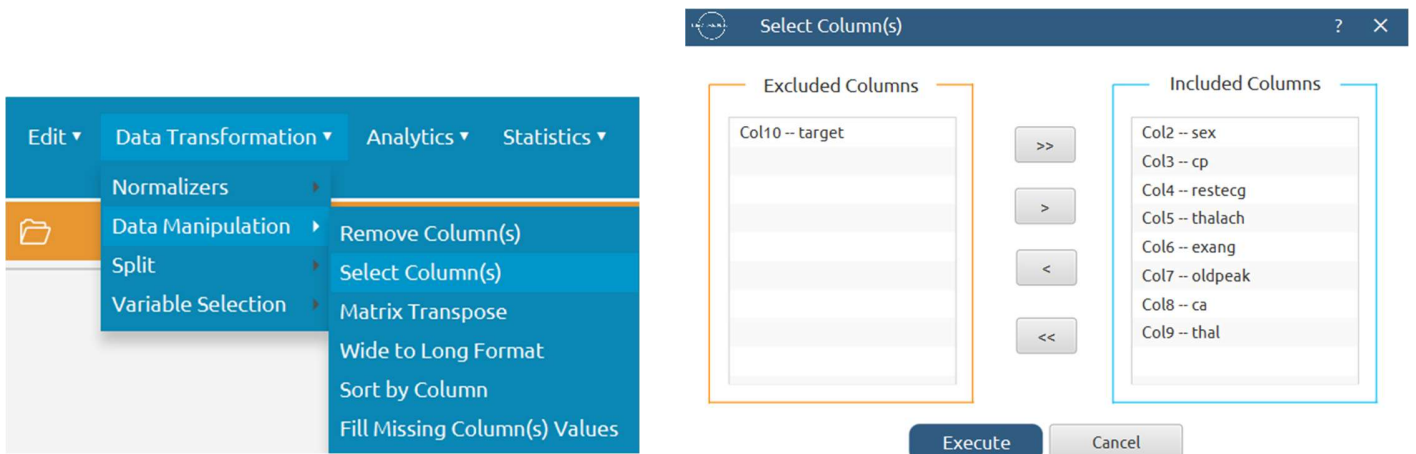 Edit ▾ Data Transformation ▾ Analytics ▾ Statistics ▾
Normalizers
Data Manipulation
Split
Variable Selection
Remove Column(s)
Select Column(s)
Matrix Transpose
Wide to Long Format
Sort by Column
Fill Missing Column(s) Values
Select Column(s) ? ×
Excluded Columns
Col10 -- target
>>
>
<
<<
Included Columns
Col2 -- sex
Col3 -- cp
Col4 -- restecg
Col5 -- thalach
Col6 -- exang
Col7 -- oldpeak
Col8 -- ca
Col9 -- thal
Execute Cancel